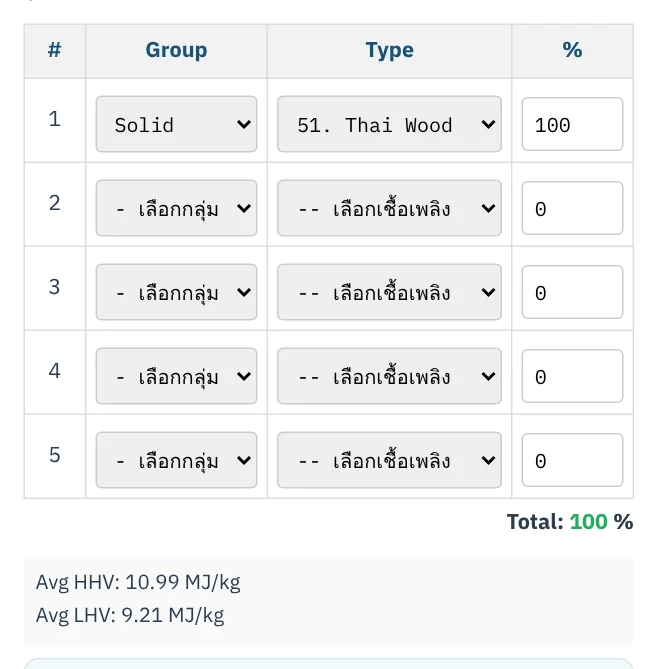 # Group Type %
1 Solid 51. Thai Wood 100
2 - เลือกกลุ่ม -- เลือกเชื้อเพลิง 0
3 - เลือกกลุ่ม -- เลือกเชื้อเพลิง 0
4 - เลือกกลุ่ม -- เลือกเชื้อเพลิง 0
5 - เลือกกลุ่ม -- เลือกเชื้อเพลิง 0
Total: 100 %
Avg HHV: 10.99 MJ/kg
Avg LHV: 9.21 MJ/kg